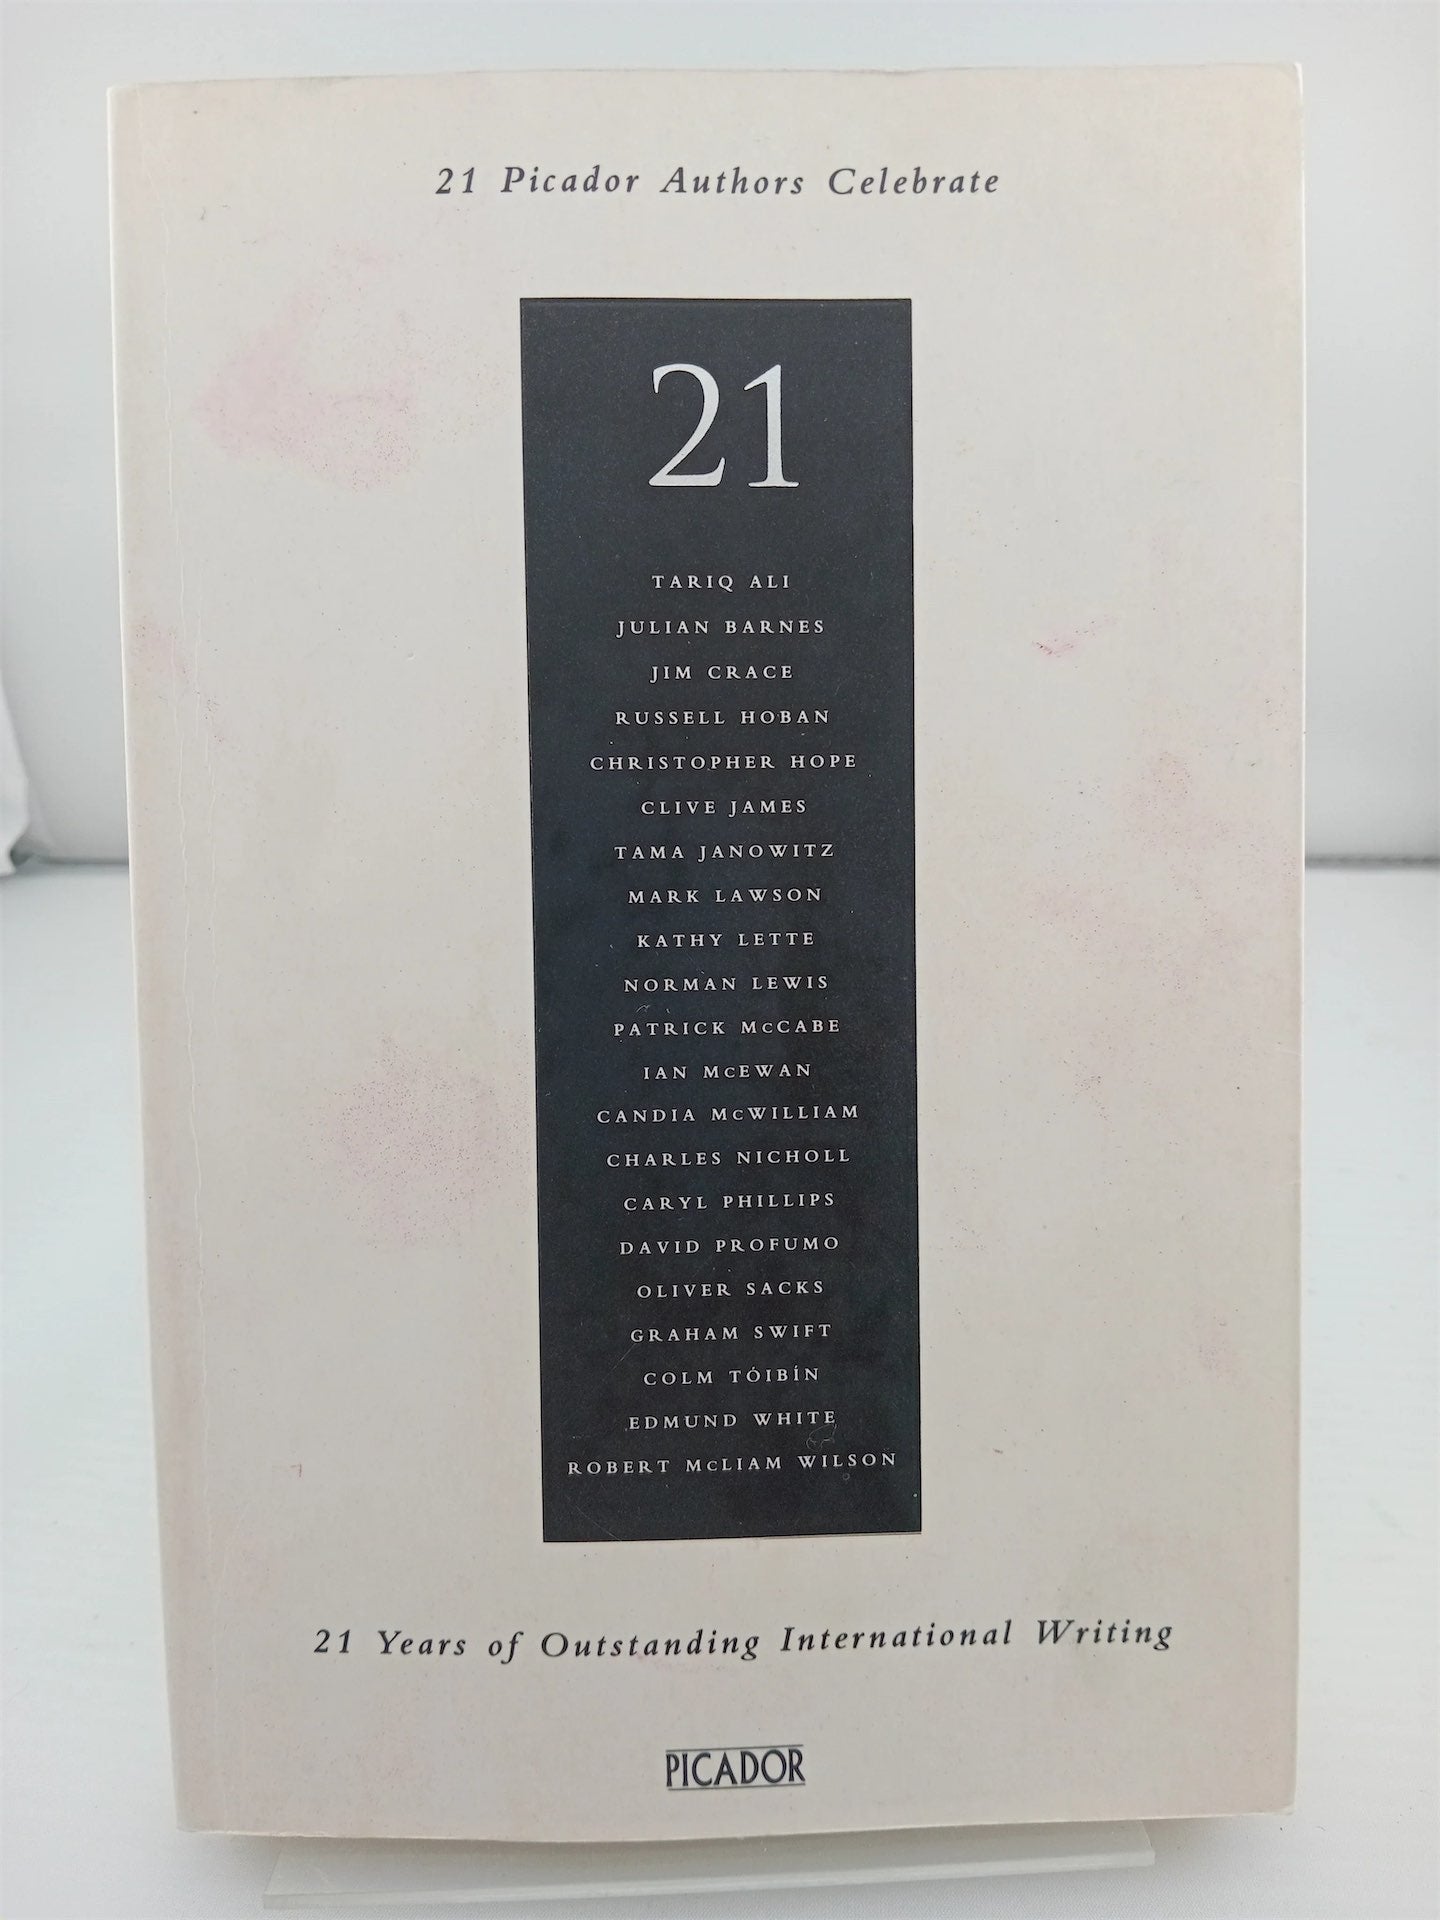 21 Picador Authors Celebrate
21
TARIQ ALI
JULIAN BARNES
JIM CRACE
RUSSELL HOBAN
CHRISTOPHER HOPE
CLIVE JAMES
TAMA JANOWITZ
MARK LAWSON
KATHY LETTE
NORMAN LEWIS
PATRICK McCABE
IAN McEWAN
CANDIA McWILLIAM
CHARLES NICHOLL
CARYL PHILLIPS
DAVID PROFUMO
OLIVER SACKS
GRAHAM SWIFT
COLM TÓIBÍN
EDMUND WHITE
ROBERT McLIAM WILSON
21 Years of Outstanding International Writing
PICADOR